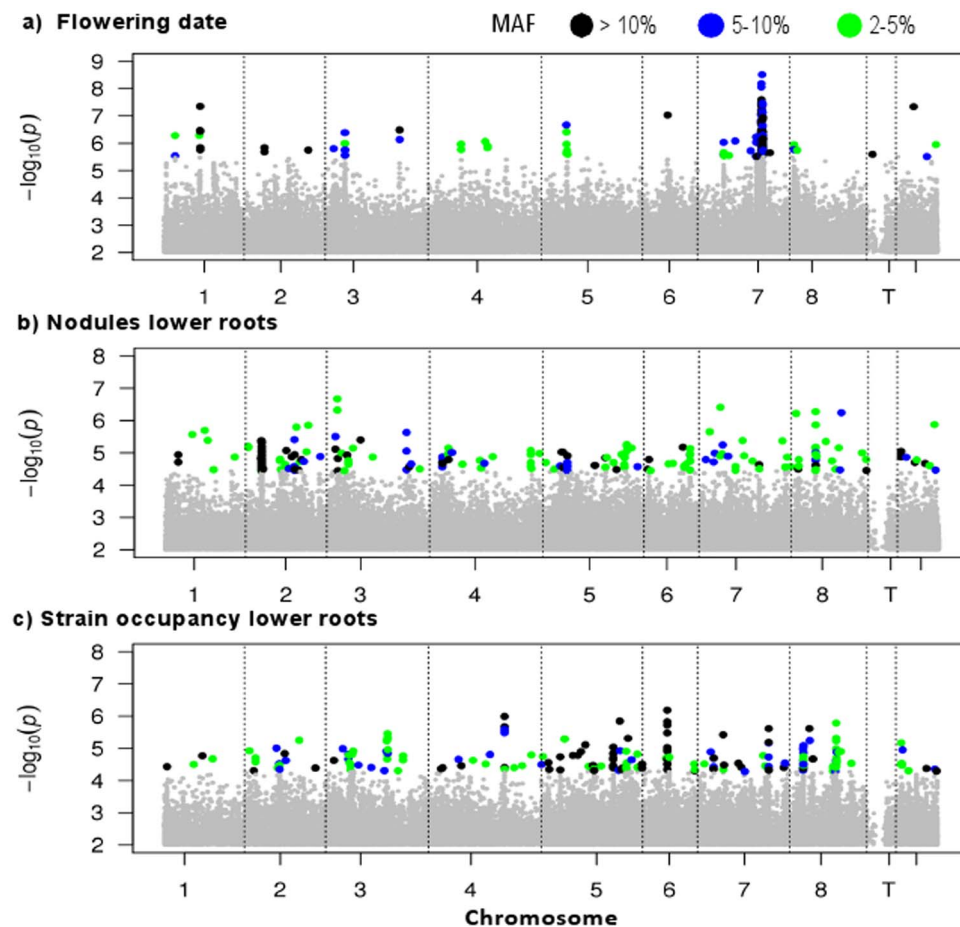 a) Flowering date
MAF > 10% 5-10% 2-5%
9
8
7
6
5
4
3
2
−log10(p)
1 2 3 4 5 6 7 8 T
b) Nodules lower roots
8
7
6
5
4
3
2
−log10(p)
1 2 3 4 5 6 7 8 T
c) Strain occupancy lower roots
8
7
6
5
4
3
2
−log10(p)
1 2 3 4 5 6 7 8 T
Chromosome